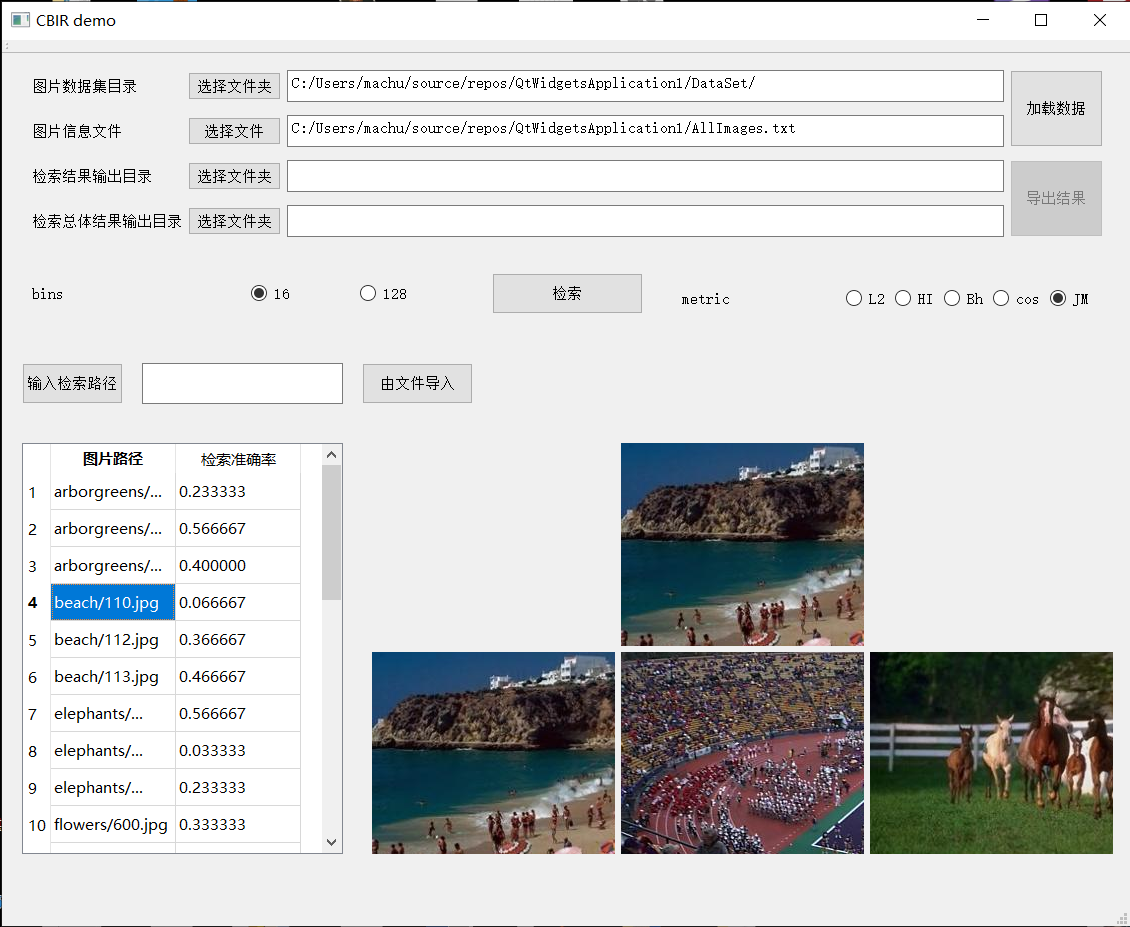 CBIR demo
图片数据集目录 选择文件夹 C:/Users/machu/source/repos/QtWidgetsApplication1/DataSet/
加载数据
图片信息文件 选择文件 C:/Users/machu/source/repos/QtWidgetsApplication1/AllImages.txt
检索结果输出目录 选择文件夹
导出结果
检索总体结果输出目录 选择文件夹
bins 16 128 检索 metric L2 HI Bh cos JM
输入检索路径 由文件导入
图片路径 检索准确率
1 arborgreens/... 0.233333
2 arborgreens/... 0.566667
3 arborgreens/... 0.400000
4 beach/110.jpg 0.066667
5 beach/112.jpg 0.366667
6 beach/113.jpg 0.466667
7 elephants/... 0.566667
8 elephants/... 0.033333
9 elephants/... 0.233333
10 flowers/600.jpg 0.333333